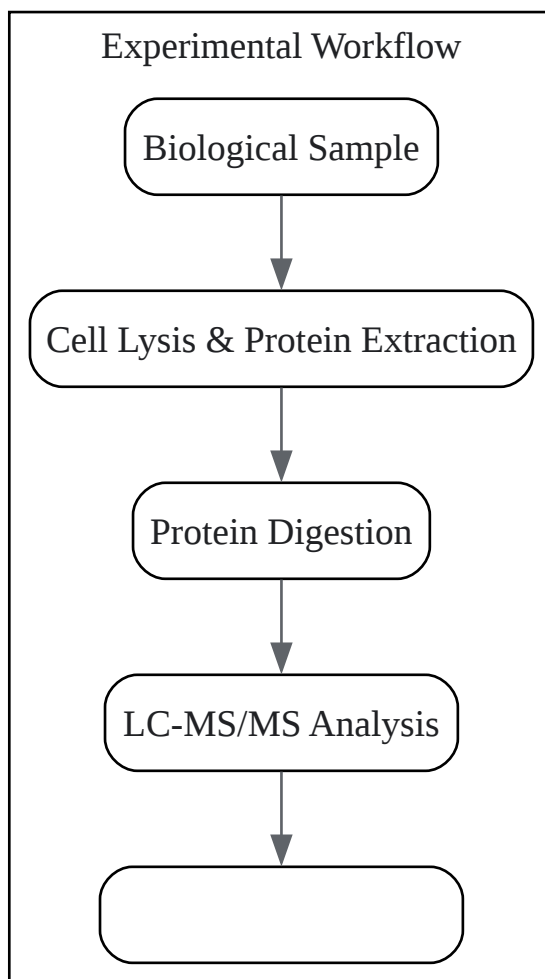 Experimental Workflow
Biological Sample
Cell Lysis & Protein Extraction
Protein Digestion
LC-MS/MS Analysis